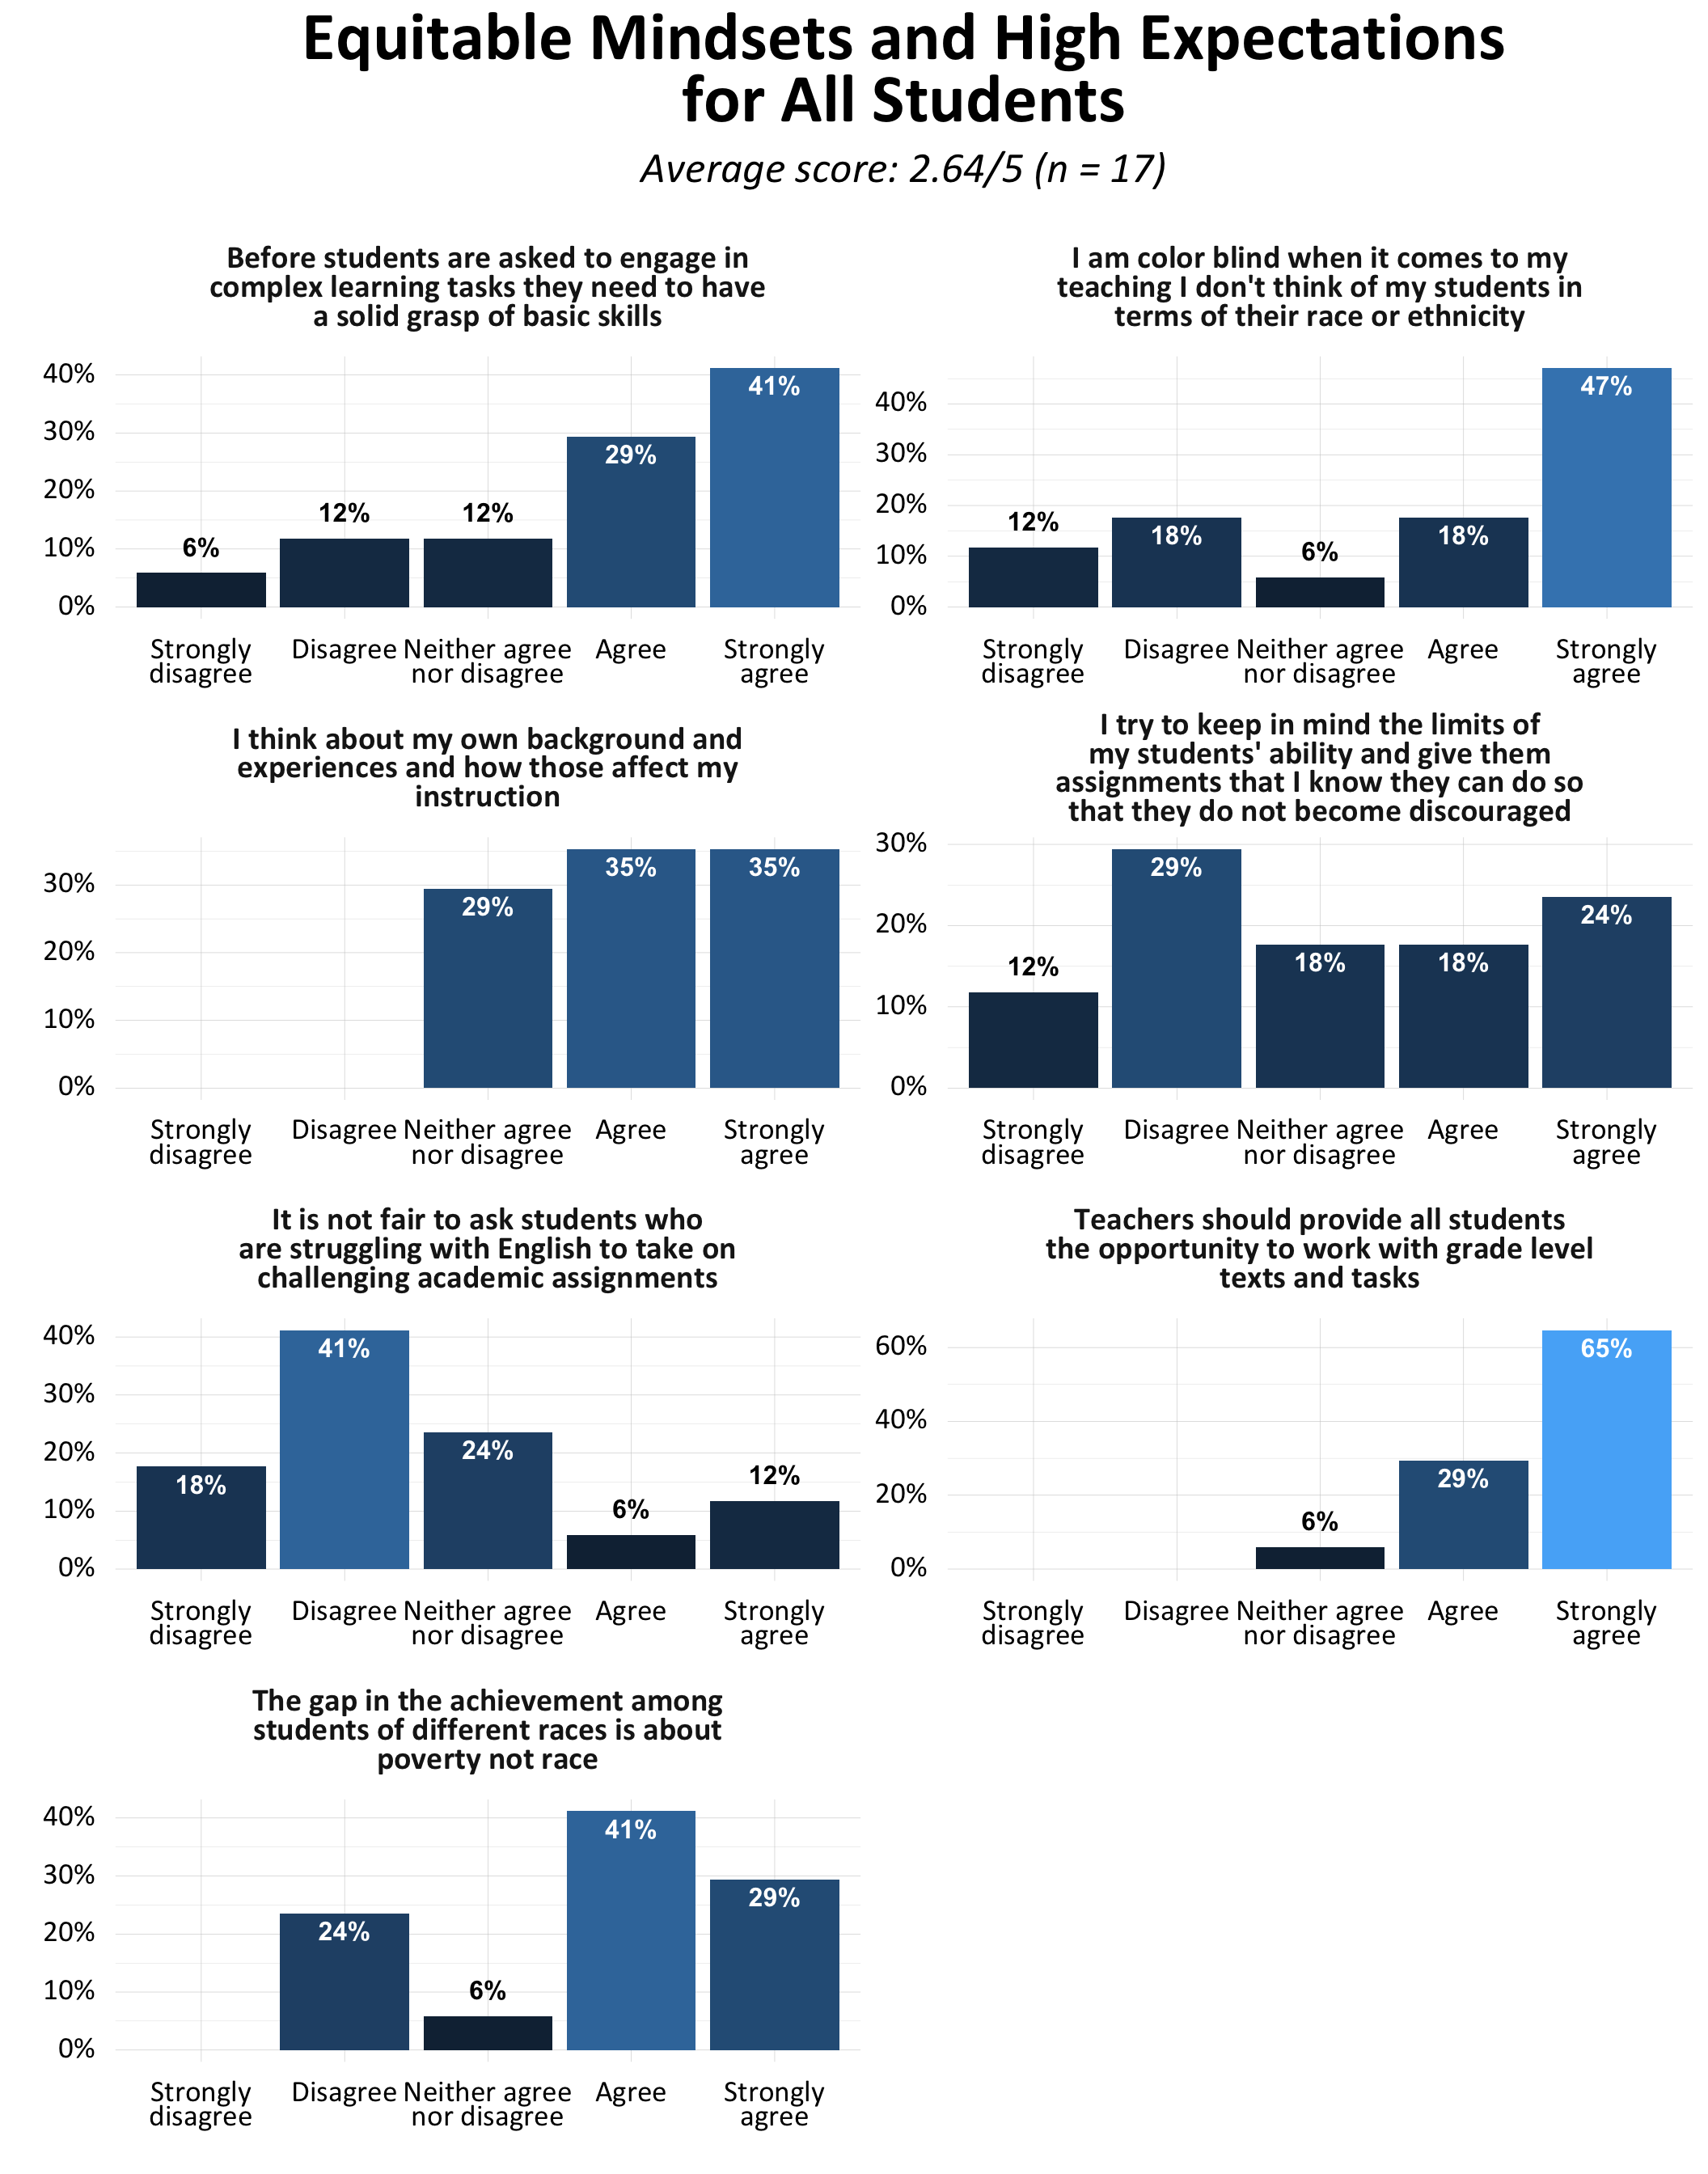 Equitable Mindsets and High Expectations
for All Students
Average score: 2.64/5 (n = 17)
Before students are asked to engage in
complex learning tasks they need to have
a solid grasp of basic skills
40%
30%
20%
10%
0%
6%
12%
12%
29%
41%
Strongly
disagree
Disagree
Neither agree
nor disagree
Agree
Strongly
agree
I am color blind when it comes to my
teaching I don't think of my students in
terms of their race or ethnicity
40%
30%
20%
10%
0%
12%
18%
6%
18%
47%
Strongly
disagree
Disagree
Neither agree
nor disagree
Agree
Strongly
agree
I think about my own background and
experiences and how those affect my
instruction
30%
20%
10%
0%
29%
35%
35%
Strongly
disagree
Disagree
Neither agree
nor disagree
Agree
Strongly
agree
I try to keep in mind the limits of
my students' ability and give them
assignments that I know they can do so
that they do not become discouraged
30%
20%
10%
0%
12%
29%
18%
18%
24%
Strongly
disagree
Disagree
Neither agree
nor disagree
Agree
Strongly
agree
It is not fair to ask students who
are struggling with English to take on
challenging academic assignments
40%
30%
20%
10%
0%
18%
41%
24%
6%
12%
Strongly
disagree
Disagree
Neither agree
nor disagree
Agree
Strongly
agree
Teachers should provide all students
the opportunity to work with grade level
texts and tasks
60%
40%
20%
0%
6%
29%
65%
Strongly
disagree
Disagree
Neither agree
nor disagree
Agree
Strongly
agree
The gap in the achievement among
students of different races is about
poverty not race
40%
30%
20%
10%
0%
24%
6%
41%
29%
Strongly
disagree
Disagree
Neither agree
nor disagree
Agree
Strongly
agree